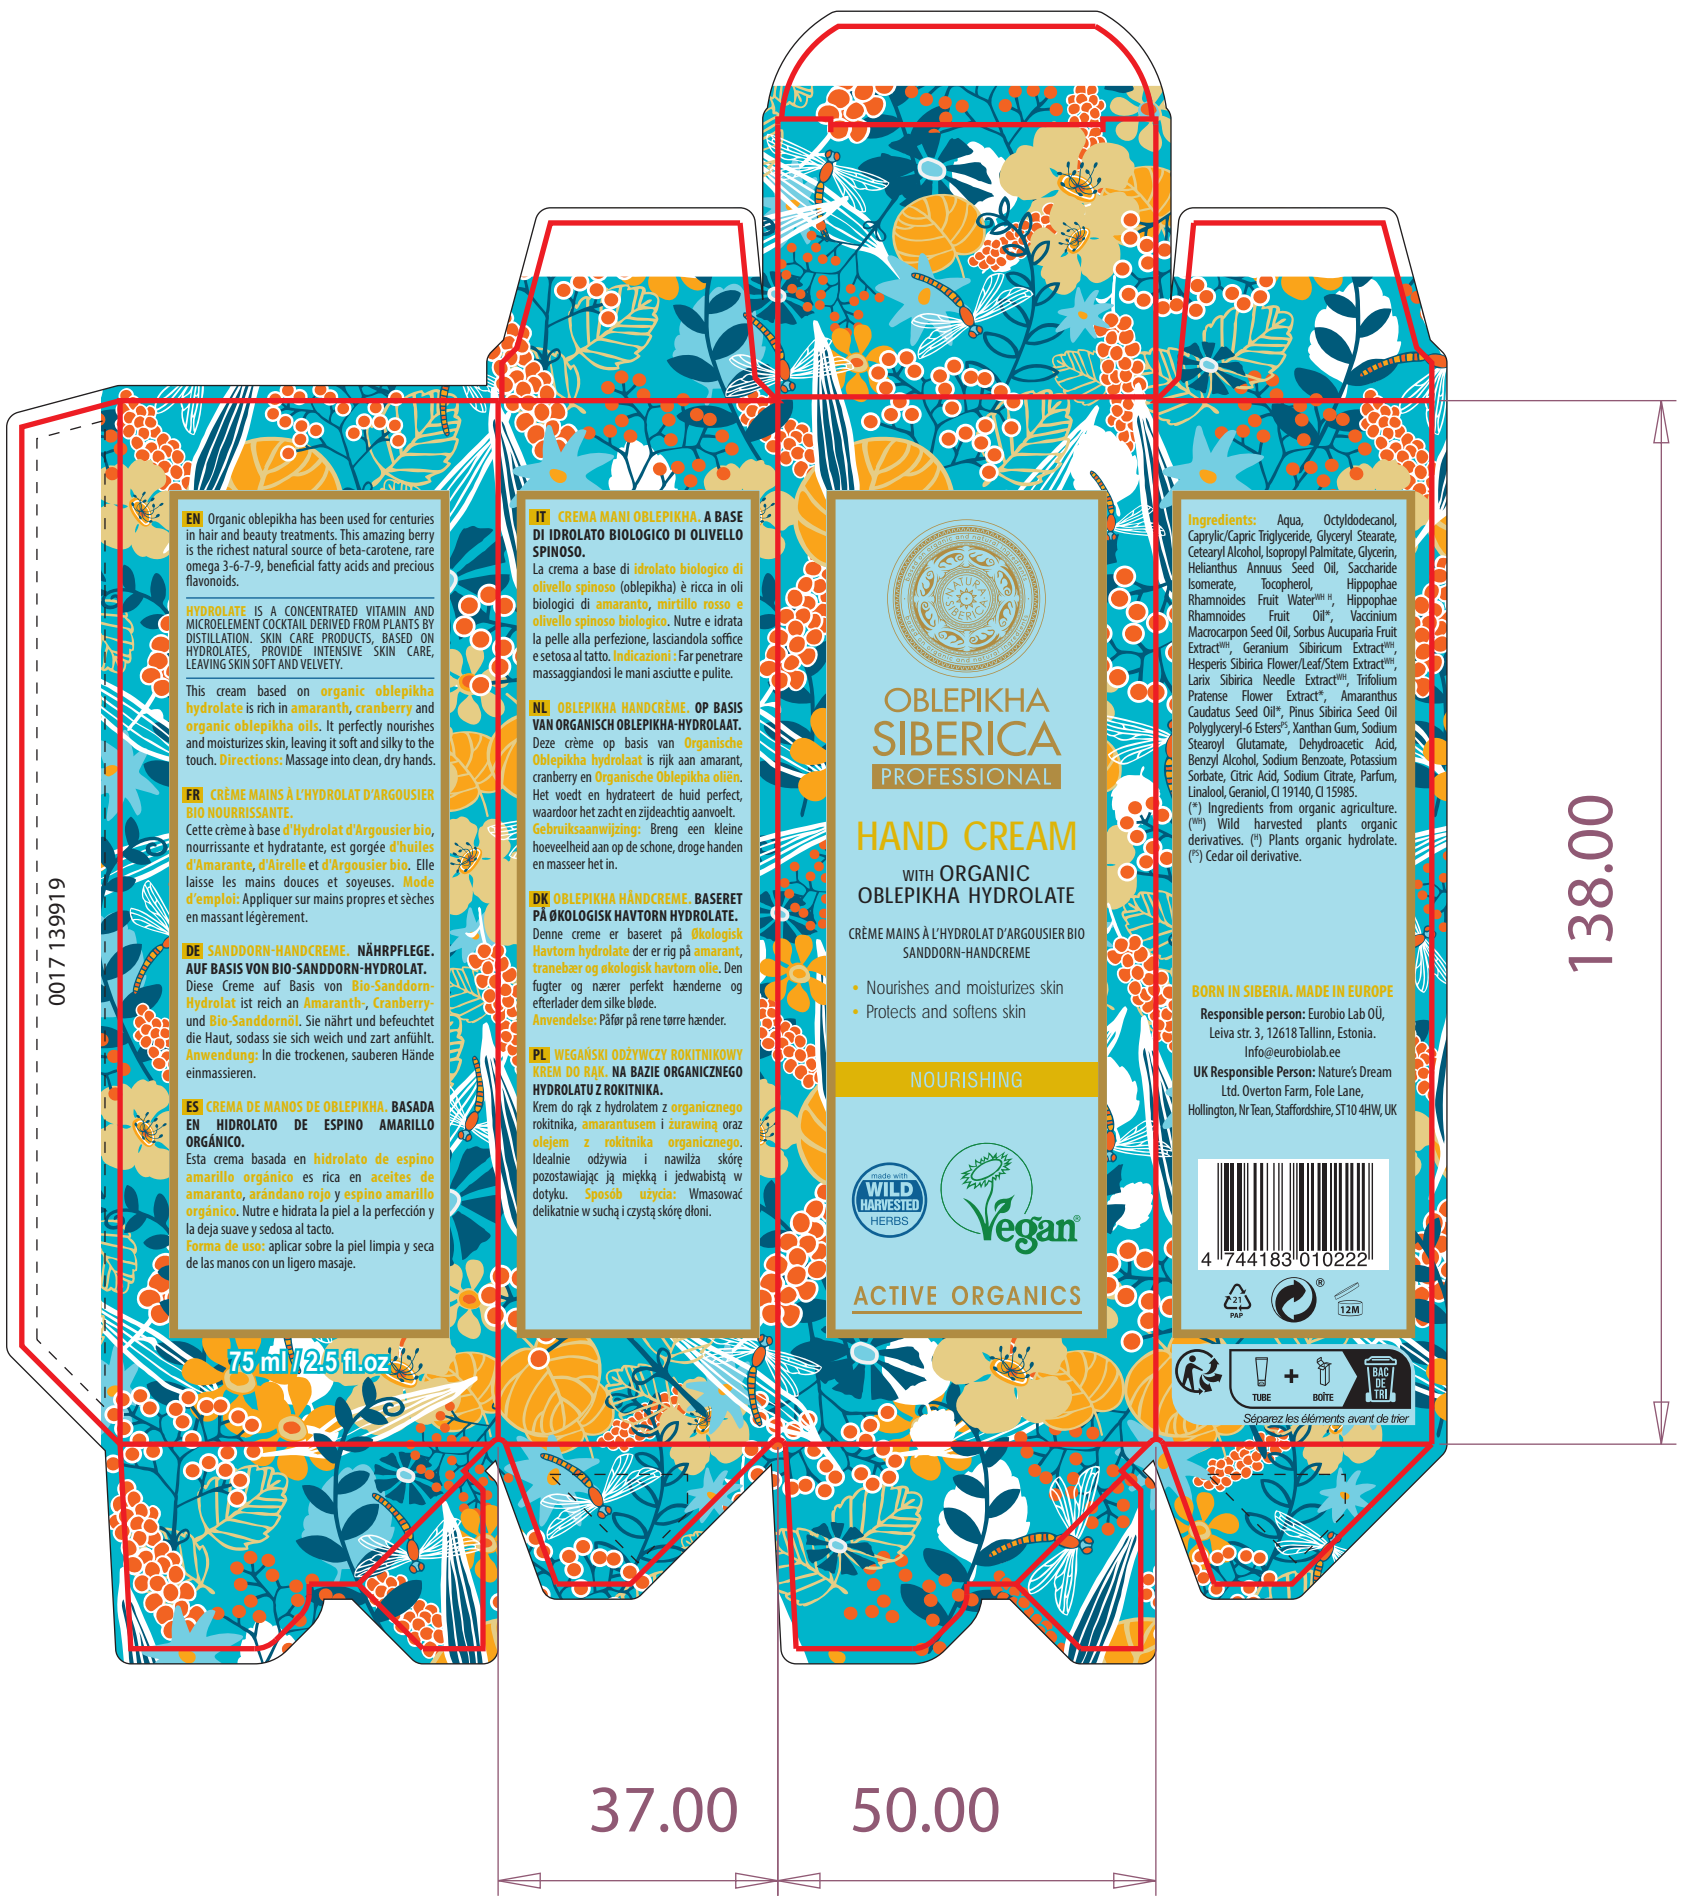 0017 139919
EN Organic oblepikha has been used for centuries
in hair and beauty treatments. This amazing berry
is the richest natural source of beta-carotene, rare
omega 3-6-7-9, beneficial fatty acids and precious
flavonoids.
HYDROLATE IS A CONCENTRATED VITAMIN AND
MICROELEMENT COCKTAIL DERIVED FROM PLANTS BY
DISTILLATION. SKIN CARE PRODUCTS, BASED ON
HYDROLATES, PROVIDE INTENSIVE SKIN CARE,
LEAVING SKIN SOFT AND VELVETY.
This cream based on organic oblepikha
hydrolate is rich in amaranth, cranberry and
organic oblepikha oils. It perfectly nourishes
and moisturizes skin, leaving it soft and silky to the
touch. Directions: Massage into clean, dry hands.
FR CRÈME MAINS À L'HYDROLAT D'ARGOUSIER
BIO NOURRISSANTE.
Cette crème à base d'Hydrolat d'Argousier bio,
nourrissante et hydratante, est gorgée d'huiles
d'Amarante, d'Airelle et d'Argousier bio. Elle
laisse les mains douces et soyeuses. Mode
d'emploi: Appliquer sur mains propres et sèches
en massant légèrement.
DE SANDDORN-HANDCREME. NÄHRPFLEGE.
AUF BASIS VON BIO-SANDDORN-HYDROLAT.
Diese Creme auf Basis von Bio-Sanddorn-
Hydrolat ist reich an Amaranth-, Cranberry-
und Bio-Sanddornöl. Sie nährt und befeuchtet
die Haut, sodass sie sich weich und zart anfühlt.
Anwendung: In die trockenen, sauberen Hände
einmassieren.
ES CREMA DE MANOS DE OBLEPIKHA. BASADA
EN HIDROLATO DE ESPINO AMARILLO
ORGÁNICO.
Esta crema basada en hidrolato de espino
amarillo orgánico es rica en aceites de
amaranto, arándano rojo y espino amarillo
orgánico. Nutre e hidrata la piel a la perfección y
la deja suave y sedosa al tacto.
Forma de uso: aplicar sobre la piel limpia y seca
de las manos con un ligero masaje.
75 ml / 2.5 fl.oz
IT CREMA MANI OBLEPIKHA. A BASE
DI IDROLATO BIOLOGICO DI OLIVELLO
SPINOSO.
La crema a base di idrolato biologico di
olivello spinoso (oblepikha) è ricca in oli
biologici di amaranto, mirtillo rosso e
olivello spinoso biologico. Nutre e idrata
la pelle alla perfezione, lasciandola soffice
e setosa al tatto. Indicazioni : Far penetrare
massaggiandosi le mani asciutte e pulite.
NL OBLEPIKHA HANDCRÈME. OP BASIS
VAN ORGANISCH OBLEPIKHA-HYDROLAAT.
Deze crème op basis van Organische
Oblepikha hydrolaat is rijk aan amarant,
cranberry en Organische Oblepikha oliën.
Het voedt en hydrateert de huid perfect,
waardoor het zacht en zijdeachtig aanvoelt.
Gebruiksaanwijzing: Breng een kleine
hoeveelheid aan op de schone, droge handen
en masseer het in.
DK OBLEPIKHA HÅNDCREME. BASERET
PÅ ØKOLOGISK HAVTORN HYDROLATE.
Denne creme er baseret på Økologisk
Havtorn hydrolate der er rig på amarant,
tranebær og økologisk havtorn olie. Den
fugter og nærer perfekt hænderne og
efterlader dem silke bløde.
Anvendelse: Påfør på rene tørre hænder.
PL WEGAŃSKI ODŻYWCZY ROKITNIKOWY
KREM DO RĄK. NA BAZIE ORGANICZNEGO
HYDROLATU Z ROKITNIKA.
Krem do rąk z hydrolatem z organicznego
rokitnika, amarantusem i żurawiną oraz
olejem z rokitnika organicznego.
Idealnie odżywia i nawilża skórę
pozostawiając ją miękką i jedwabistą w
dotyku. Sposób użycia: Wmasować
delikatnie w suchą i czystą skórę dłoni.
NATURA SIBERICA
OBLEPIKHA
SIBERICA
PROFESSIONAL
HAND CREAM
WITH ORGANIC
OBLEPIKHA HYDROLATE
CRÈME MAINS À L'HYDROLAT D'ARGOUSIER BIO
SANDDORN-HANDCREME
• Nourishes and moisturizes skin
• Protects and softens skin
NOURISHING
made with
WILD
HARVESTED
HERBS
Vegan®
ACTIVE ORGANICS
Ingredients: Aqua, Octyldodecanol,
Caprylic/Capric Triglyceride, Glyceryl Stearate,
Cetearyl Alcohol, Isopropyl Palmitate, Glycerin,
Helianthus Annuus Seed Oil, Saccharide
Isomerate, Tocopherol, Hippophae
Rhamnoides Fruit Water WH H, Hippophae
Rhamnoides Fruit Oil*, Vaccinium
Macrocarpon Seed Oil, Sorbus Aucuparia Fruit
Extract WH, Geranium Sibiricum Extract WH,
Hesperis Sibirica Flower/Leaf/Stem Extract WH,
Larix Sibirica Needle Extract WH, Trifolium
Pratense Flower Extract*, Amaranthus
Caudatus Seed Oil*, Pinus Sibirica Seed Oil
Polyglyceryl-6 Esters PS, Xanthan Gum, Sodium
Stearoyl Glutamate, Dehydroacetic Acid,
Benzyl Alcohol, Sodium Benzoate, Potassium
Sorbate, Citric Acid, Sodium Citrate, Parfum,
Linalool, Geraniol, CI 19140, CI 15985.
(*) Ingredients from organic agriculture.
(WH) Wild harvested plants organic
derivatives. (H) Plants organic hydrolate.
(PS) Cedar oil derivative.
BORN IN SIBERIA. MADE IN EUROPE
Responsible person: Eurobio Lab OÜ,
Leiva str. 3, 12618 Tallinn, Estonia.
Info@eurobiolab.ee
UK Responsible Person: Nature's Dream
Ltd. Overton Farm, Fole Lane,
Hollington, Nr Tean, Staffordshire, ST10 4HW, UK
4 744183 010222
21
PAP
®
12M
TUBE + BOÎTE
BAC
DE
TRI
Séparez les éléments avant de trier
138.00
37.00
50.00